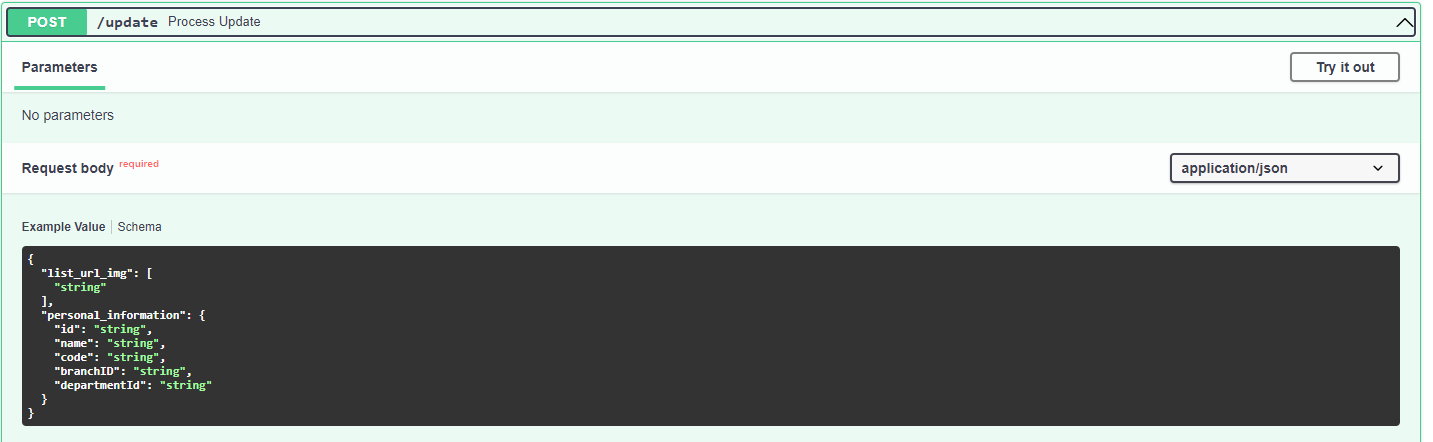 POST /update Process Update
Parameters
Try it out
No parameters
Request body required
application/json
Example Value Schema
{
  "list_url_img": [
    "string"
  ],
  "personal_information": {
    "id": "string",
    "name": "string",
    "code": "string",
    "branchID": "string",
    "departmentId": "string"
  }
}